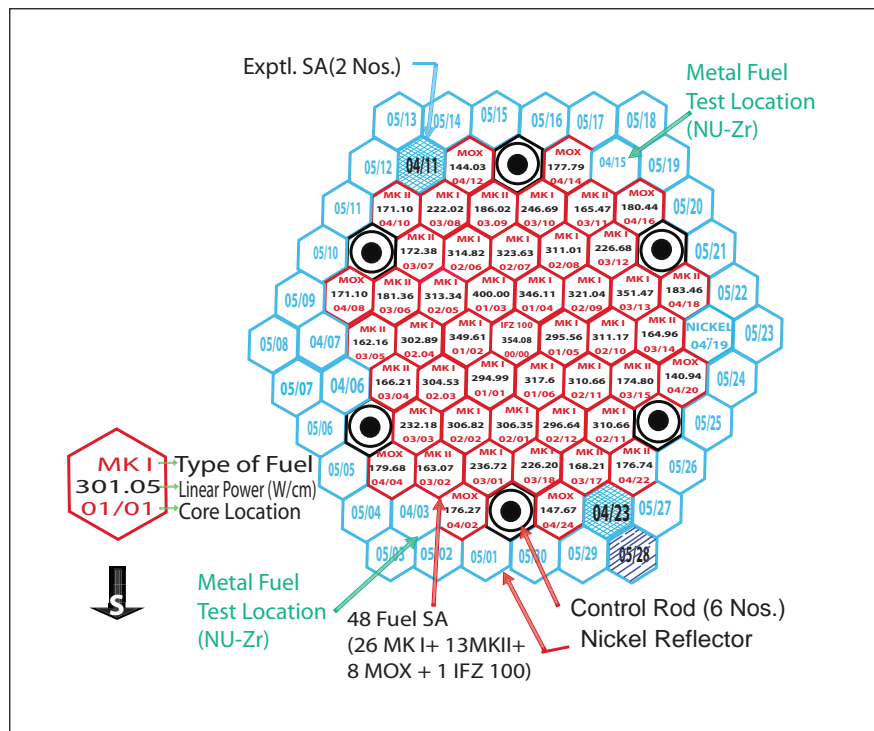 Exptl. SA(2 Nos.)
Metal Fuel
Test Location
(NU-Zr)
05/13
05/14
05/15
05/16
05/17
05/18
05/12
04/11
MOX
144.03
04/12
MOX
177.79
04/14
04/15
05/19
05/11
MK II
171.10
04/10
MK I
222.02
03/08
MK II
186.02
03.09
MK I
246.69
03/10
MK II
165.47
03/11
MOX
180.44
04/16
05/20
05/10
MK II
172.38
03/07
MK I
314.82
02/06
MK I
323.63
02/07
MK I
311.01
02/08
MK I
226.68
03/12
05/21
05/09
MOX
171.10
04/08
MK II
181.36
03/06
MK I
313.34
02/05
MK I
400.00
01/03
MK I
346.11
01/04
MK I
321.04
02/09
MK I
351.47
03/13
MK II
183.46
04/18
05/22
05/08
04/07
MK II
162.16
03/05
MK I
302.89
02.04
MK I
349.61
01/02
IFZ 100
354.08
00/00
MK I
295.56
01/05
MK I
311.17
02/10
MK II
164.96
03/14
NICKEL
04/19
05/23
05/07
04/06
MK II
166.21
03/04
MK I
304.53
02.03
MK I
294.99
01/01
MK I
317.6
01/06
MK I
310.66
02/11
MK II
174.80
03/15
MOX
140.94
04/20
05/24
05/06
MK I
232.18
03/03
MK I
306.82
02/02
MK I
306.35
02/01
MK I
296.64
02/12
MK I
310.66
02/11
05/25
05/05
MOX
179.68
04/04
MK II
163.07
03/02
MK I
236.72
03/01
MK I
226.20
03/18
MK II
168.21
03/17
MK II
176.74
04/22
05/26
05/04
04/03
MOX
176.27
04/02
MOX
147.67
04/24
04/23
05/27
05/03
05/02
05/01
05/30
05/29
05/28
MK I
Type of Fuel
301.05
Linear Power (W/cm)
01/01
Core Location
S
Metal Fuel
Test Location
(NU-Zr)
48 Fuel SA
(26 MK I+ 13MKII+
8 MOX + 1 IFZ 100)
Control Rod (6 Nos.)
Nickel Reflector